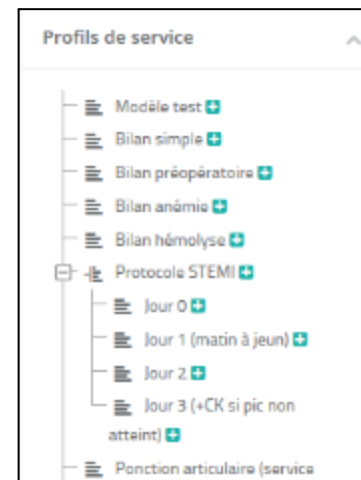 Profils de service
Modèle test
Bilan simple
Bilan préopératoire
Bilan anémie
Bilan hémolyse
Protocole STEMI
Jour 0
Jour 1 (matin à jeun)
Jour 2
Jour 3 (+CK si pic non
atteint)
Ponction articulaire (service